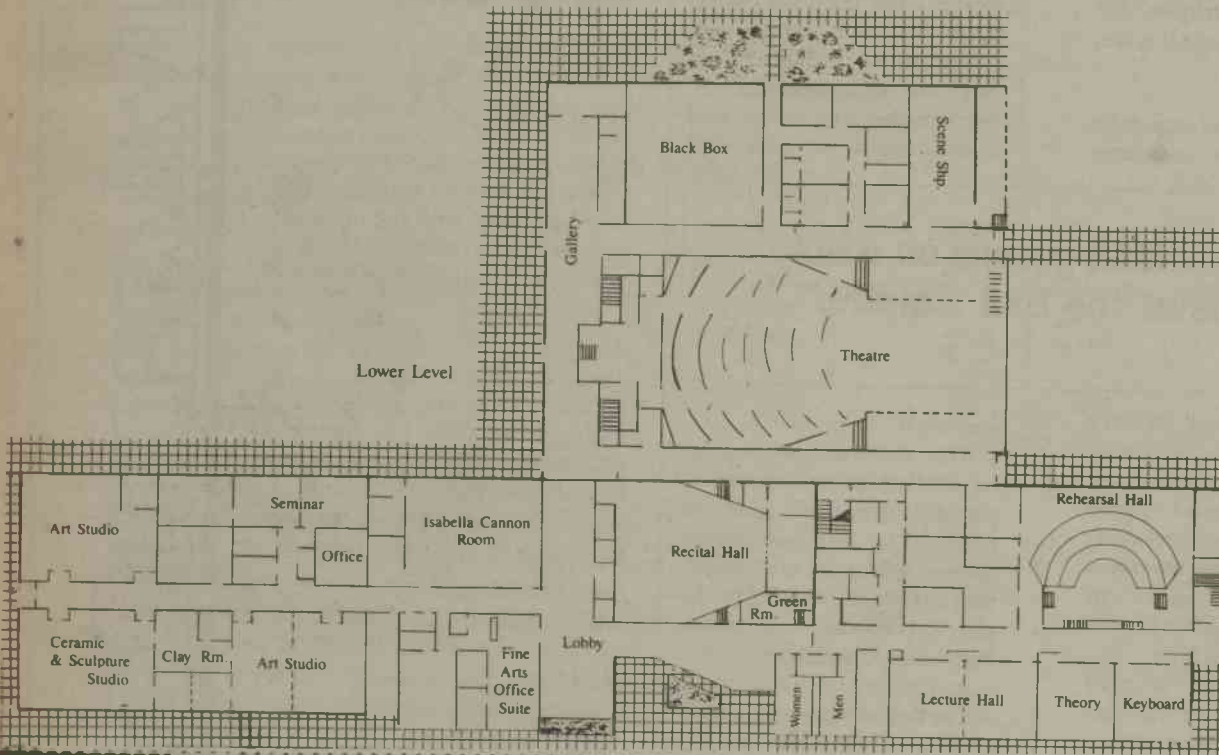 Black Box
Scene Shp.
Gallery
Theatre
Lower Level
Art Studio
Seminar
Office
Isabella Cannon
Room
Recital Hall
Green
Rm.
Rehearsal Hall
Ceramic
& Sculpture
Studio
Clay Rm.
Art Studio
Fine
Arts
Office
Suite
Lobby
Women
Men
Lecture Hall
Theory
Keyboard